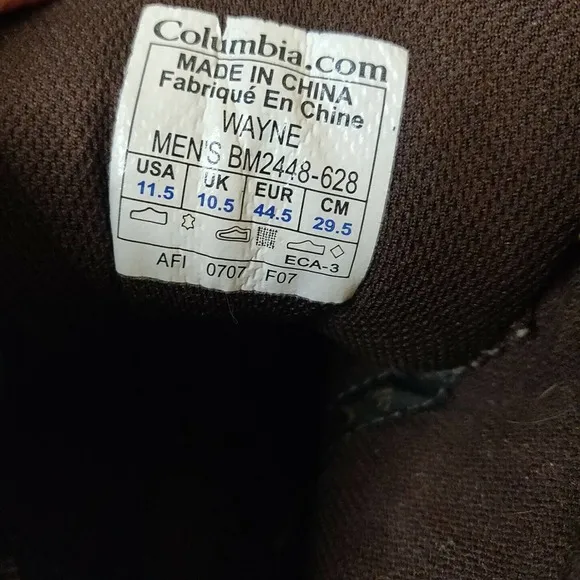 Columbia.com
MADE IN CHINA
Fabriqué En Chine
WAYNE
MEN'S BM2448-628
USA UK EUR CM
11.5 10.5 44.5 29.5
ECA-3
AFI 0707 F07